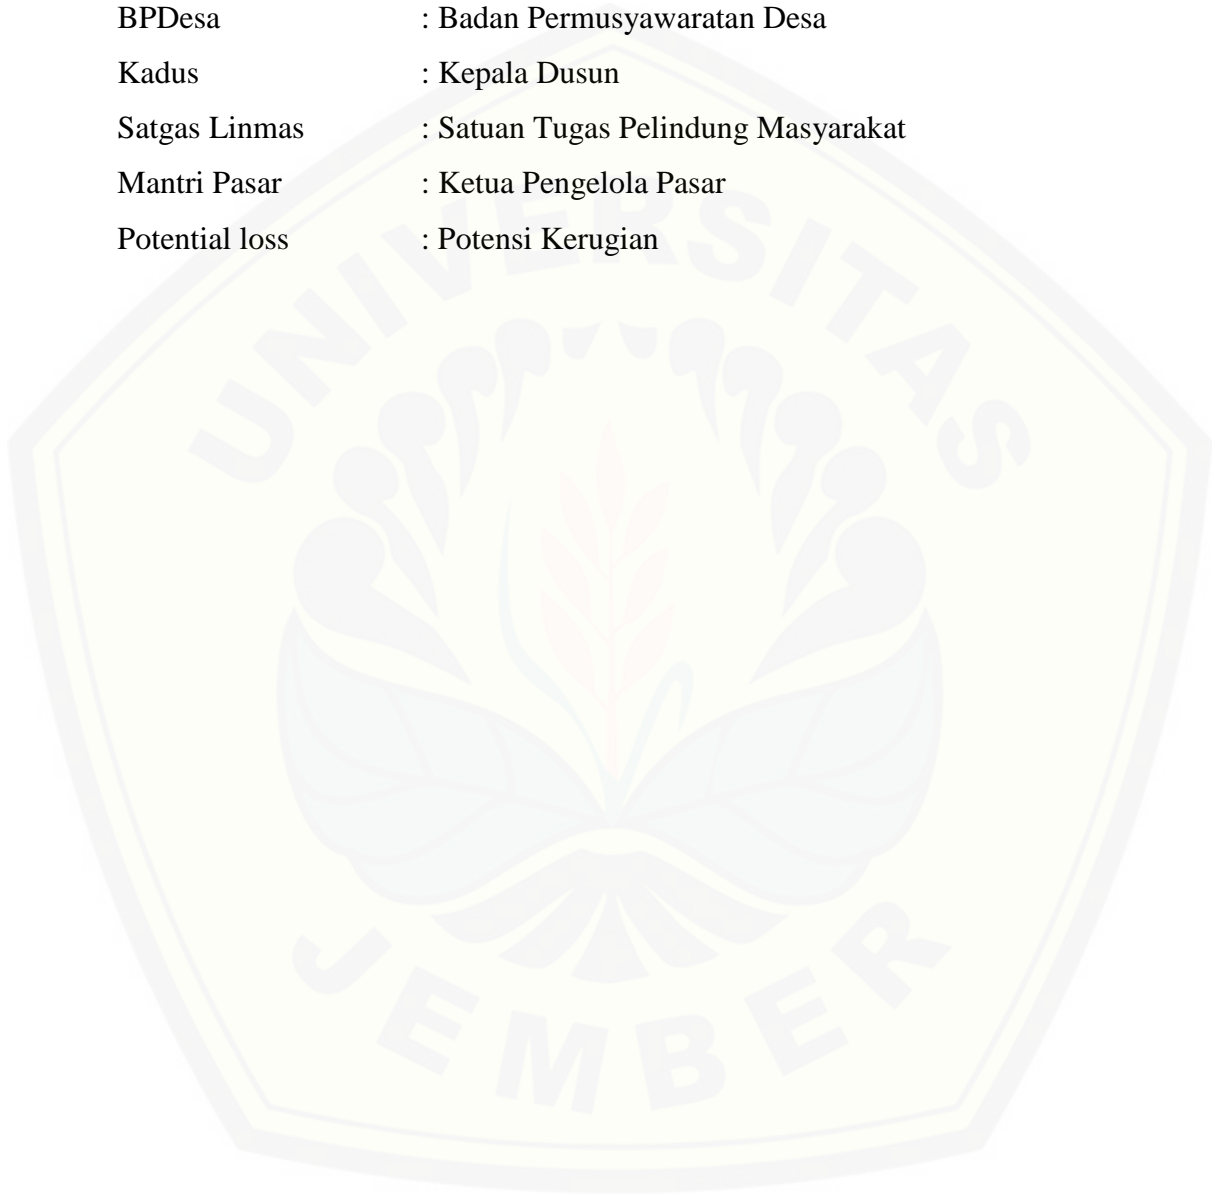 BPDesa : Badan Permusyawaratan Desa
Kadus : Kepala Dusun
Satgas Linmas : Satuan Tugas Pelindung Masyarakat
Mantri Pasar : Ketua Pengelola Pasar
Potential loss : Potensi Kerugian
UNIVERSITAS
JEMBER